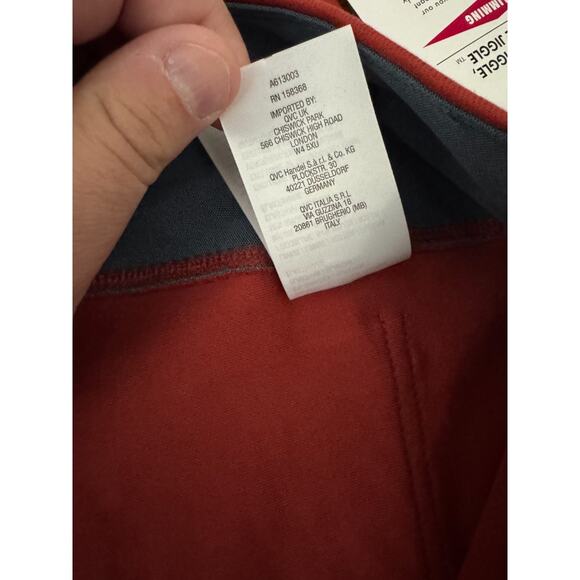 A613003
RN 158368
IMPORTED BY:
QVC UK
CHISWICK PARK
566 CHISWICK HIGH ROAD
LONDON
W4 5XU
QVC Handel S.à r.l. & Co. KG
PLOCKSTR. 30
40221 DUSSELDORF
GERMANY
QVC ITALIA S.R.L
VIA GUZZINA 18
20861 BRUGHERIO (MB)
ITALY
JIGGLE™